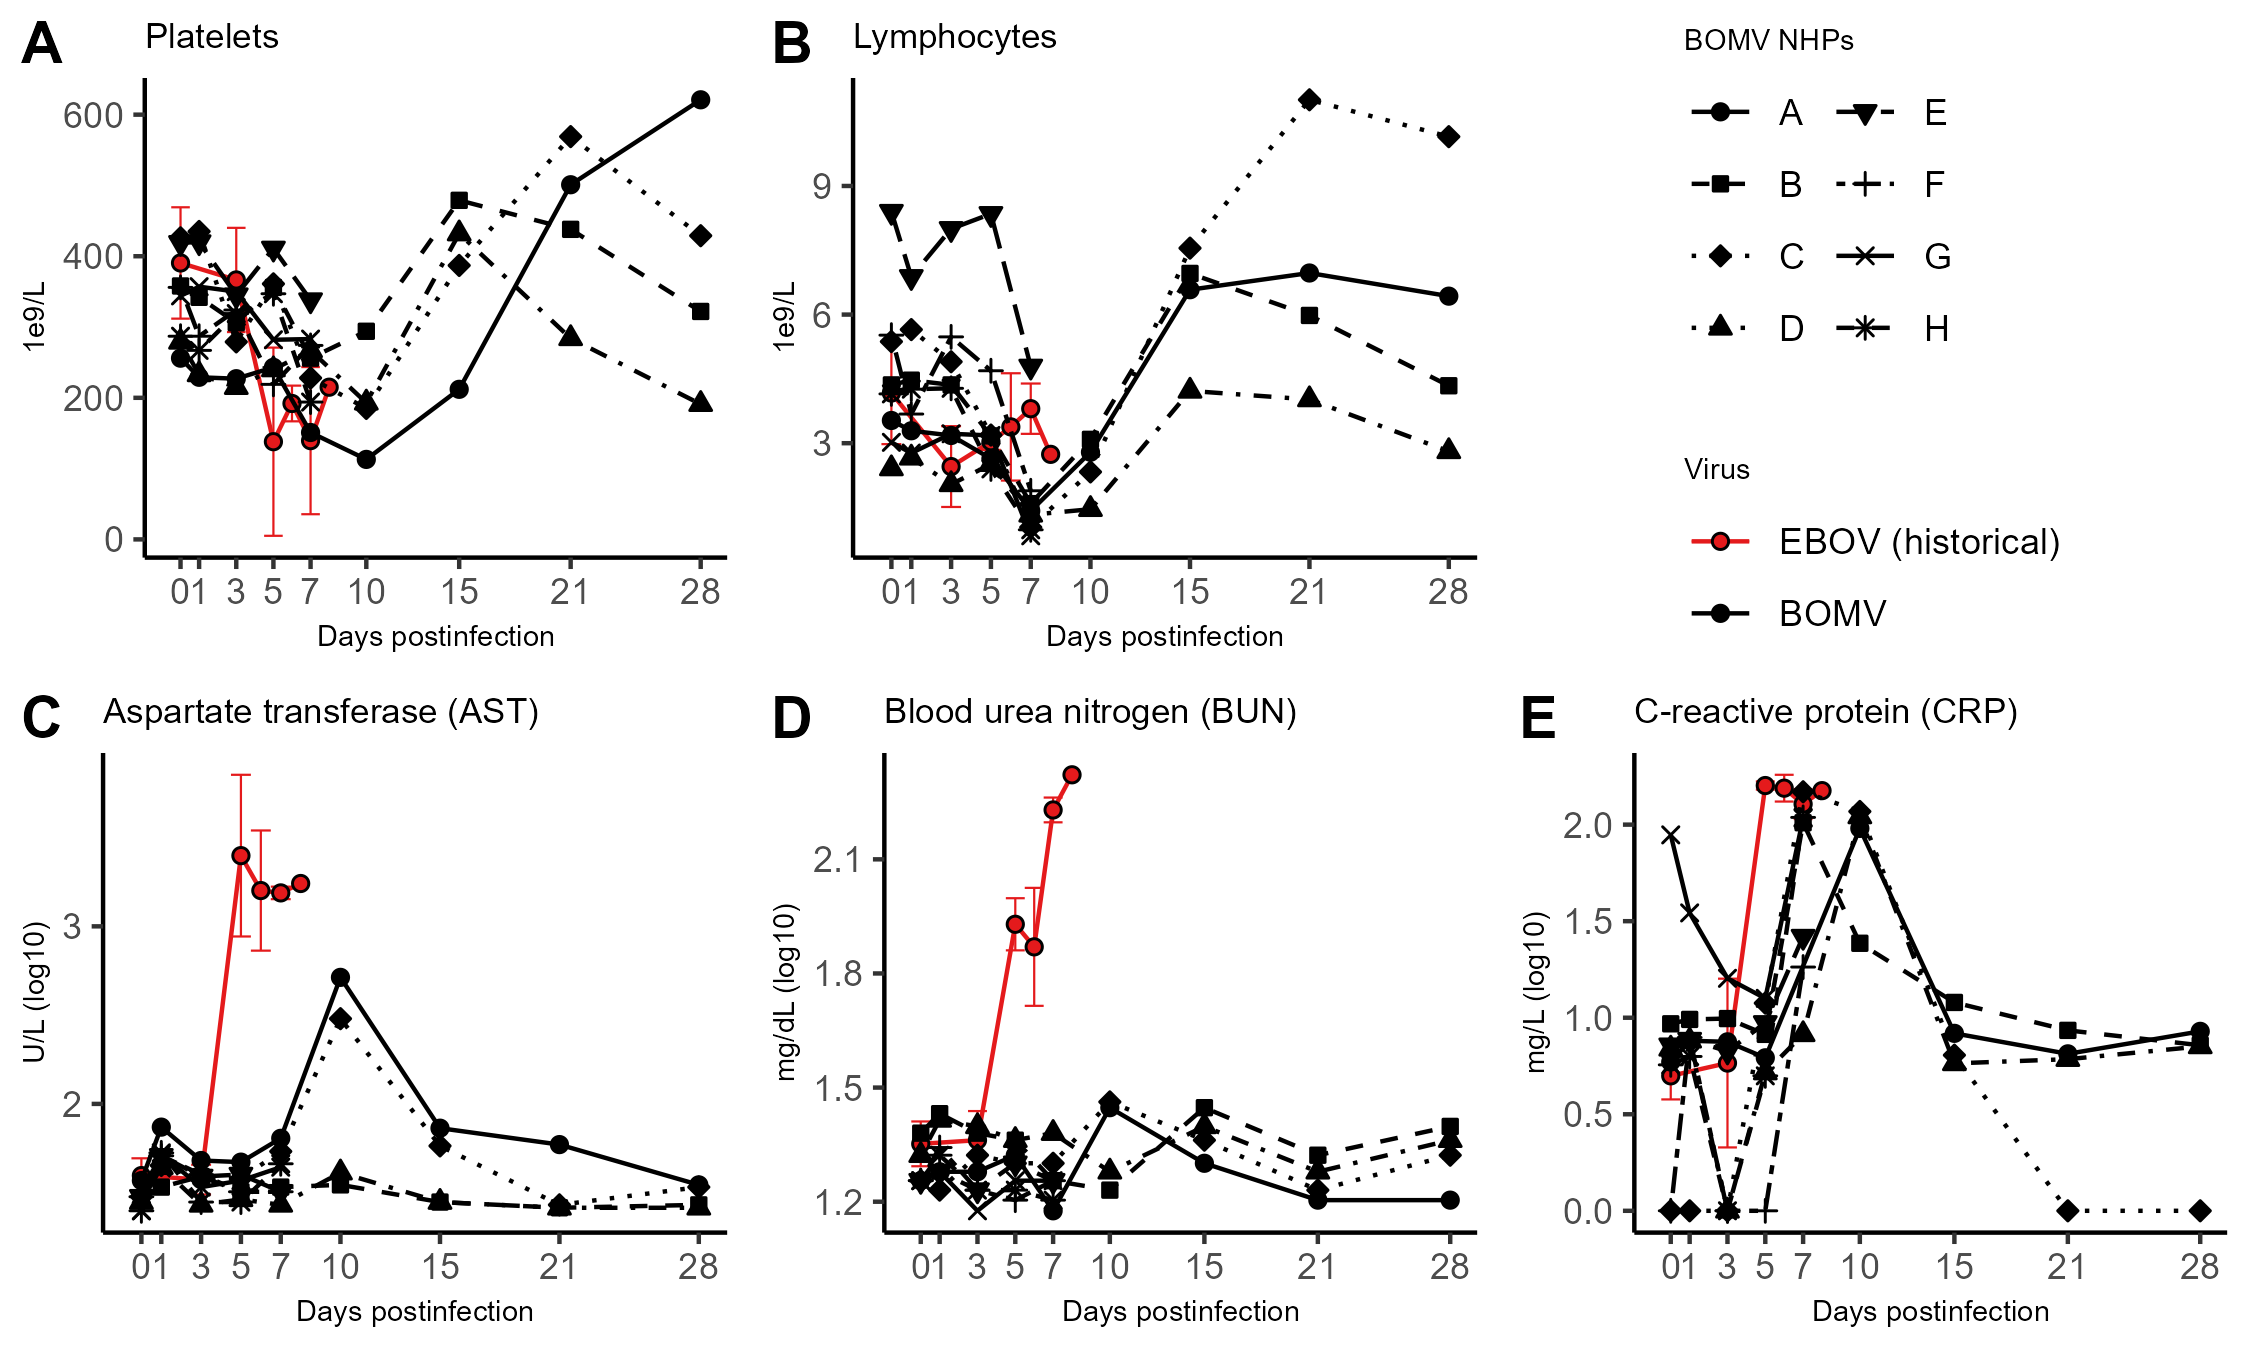 A Platelets
600
400
200
0
1e9/L
0 1 3 5 7 10 15 21 28
Days postinfection
B Lymphocytes
9
6
3
1e9/L
0 1 3 5 7 10 15 21 28
Days postinfection
BOMV NHPs
A E
B F
C G
D H
Virus
EBOV (historical)
BOMV
C Aspartate transferase (AST)
3
2
U/L (log10)
0 1 3 5 7 10 15 21 28
Days postinfection
D Blood urea nitrogen (BUN)
2.1
1.8
1.5
1.2
mg/dL (log10)
0 1 3 5 7 10 15 21 28
Days postinfection
E C-reactive protein (CRP)
2.0
1.5
1.0
0.5
0.0
mg/L (log10)
0 1 3 5 7 10 15 21 28
Days postinfection